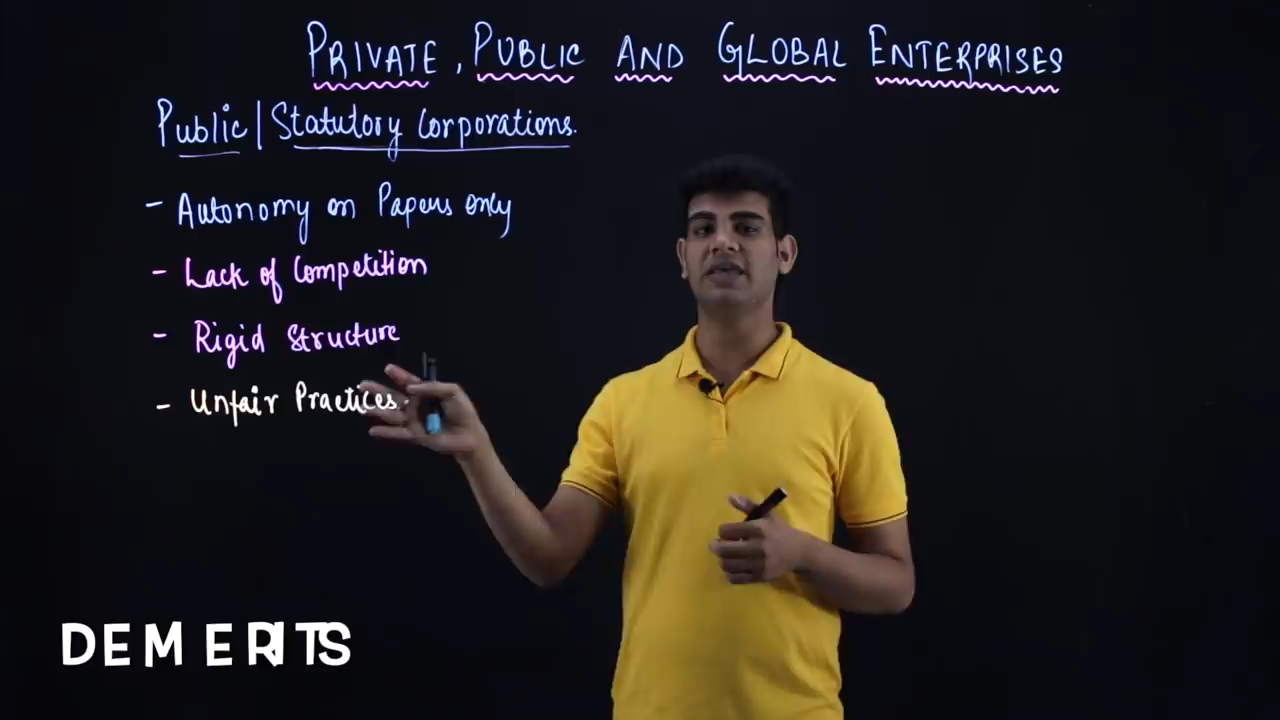 PRIVATE, PUBLIC AND GLOBAL ENTERPRISES
Public | Statutory Corporations.
- Autonomy on Papers only
- Lack of Competition
- Rigid Structure
- Unfair Practices.
DEMERITS